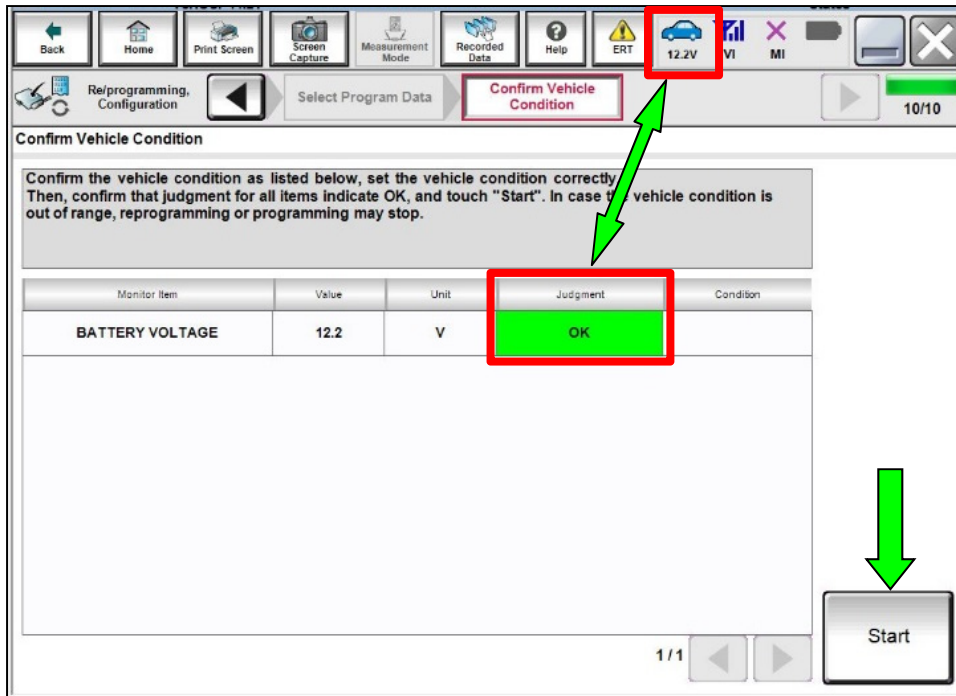 Back
Home
Print Screen
Screen
Capture
Measurement
Mode
Recorded
Data
Help
ERT
12.2V
VI
MI
Re/programming,
Configuration
Select Program Data
Confirm Vehicle
Condition
10/10
Confirm Vehicle Condition
Confirm the vehicle condition as listed below, set the vehicle condition correctly
Then, confirm that judgment for all items indicate OK, and touch "Start". In case the vehicle condition is
out of range, reprogramming or programming may stop.
Monitor Item Value Unit Judgment Condition
BATTERY VOLTAGE 12.2 V OK
1/1
Start